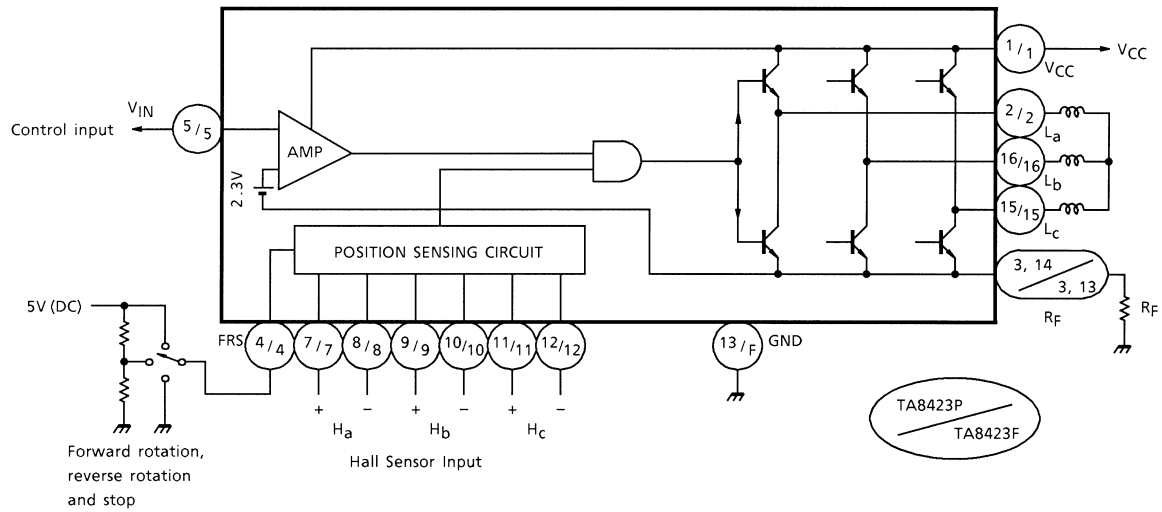 1/1
VCC
VCC
VIN
Control input
5/5
AMP
2.3V
2/2
La
16/16
Lb
15/15
Lc
POSITION SENSING CIRCUIT
3, 14
3, 13
RF
RF
5V (DC)
FRS
4/4
7/7
8/8
9/9
10/10
11/11
12/12
13/F
GND
+ − + − + −
Ha Hb Hc
Hall Sensor Input
Forward rotation,
reverse rotation
and stop
TA8423P
TA8423F